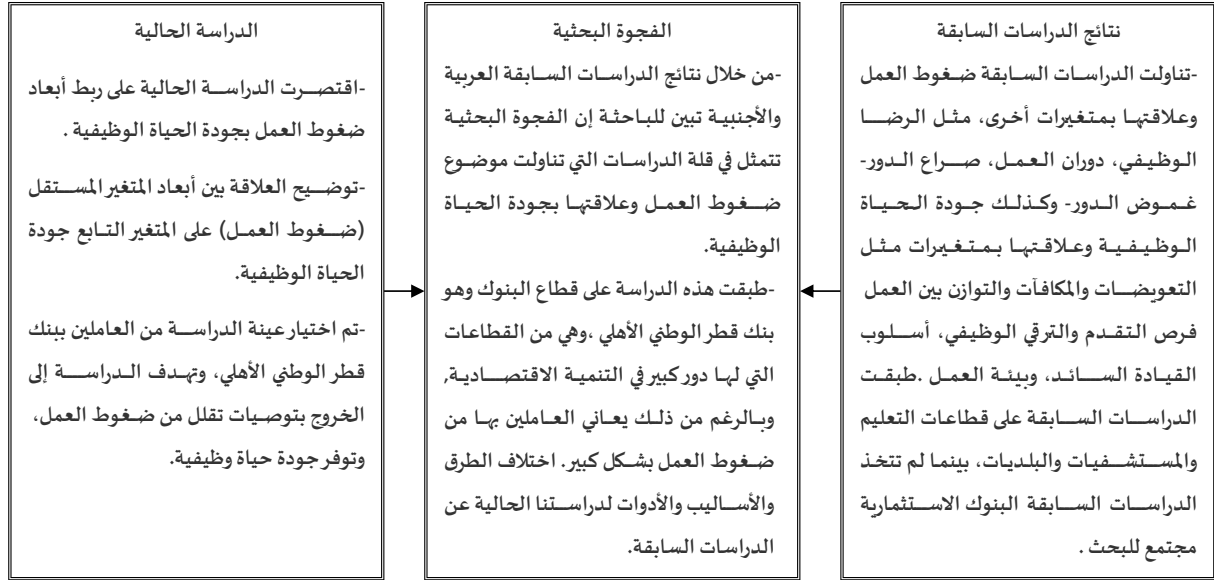 نتائج الدراسات السابقة
-تناولت الدراسات السابقة ضغوط العمل
وعلاقتها بمتغيرات أخرى، مثل الرضا
الوظيفي، دوران العمل، صراع الدور-
غموض الدور- وكذلك جودة الحياة
الوظيفية وعلاقتها بمتغيرات مثل
التعويضات والمكافآت والتوازن بين العمل
فرص التقدم والترقي الوظيفي، أسلوب
القيادة السائد، وبيئة العمل .طبقت
الدراسات السابقة على قطاعات التعليم
والمستشفيات والبلديات، بينما لم تتخذ
الدراسات السابقة البنوك الاستثمارية
مجتمع للبحث .
الفجوة البحثية
-من خلال نتائج الدراسات السابقة العربية
والأجنبية تبين للباحثة إن الفجوة البحثية
تتمثل في قلة الدراسات التي تناولت موضوع
ضغوط العمل وعلاقتها بجودة الحياة
الوظيفية.
-طبقت هذه الدراسة على قطاع البنوك وهو
بنك قطر الوطني الأهلي ،وهي من القطاعات
التي لها دور كبير في التنمية الاقتصادية,
وبالرغم من ذلك يعاني العاملين بها من
ضغوط العمل بشكل كبير. اختلاف الطرق
والأساليب والأدوات لدراستنا الحالية عن
الدراسات السابقة.
الدراسة الحالية
-اقتصرت الدراسة الحالية على ربط أبعاد
ضغوط العمل بجودة الحياة الوظيفية .
-توضيح العلاقة بين أبعاد المتغير المستقل
(ضغوط العمل) على المتغير التابع جودة
الحياة الوظيفية.
-تم اختيار عينة الدراسة من العاملين ببنك
قطر الوطني الأهلي، وتهدف الدراسة إلى
الخروج بتوصيات تقلل من ضغوط العمل،
وتوفر جودة حياة وظيفية.